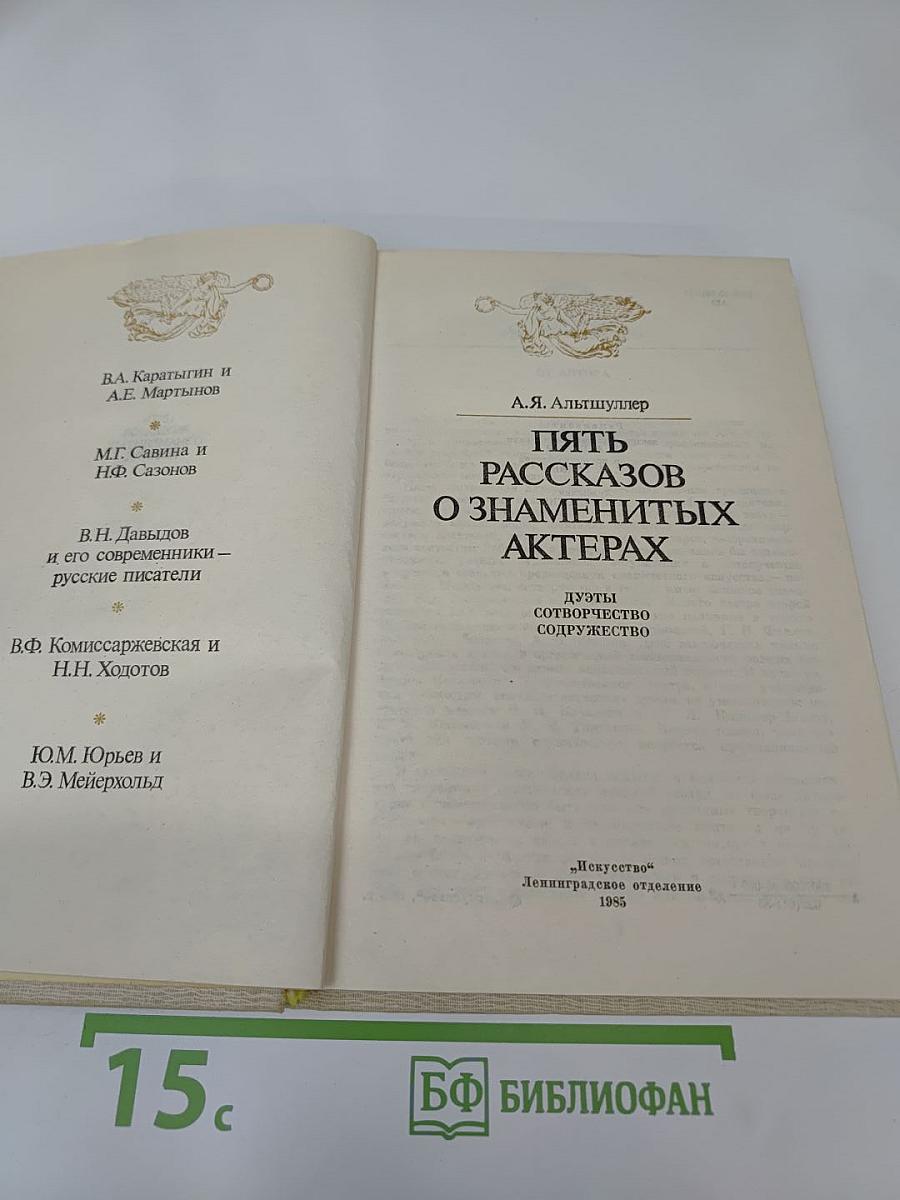 В.А. Каратыгин и
А.Е. Мартынов
*
М.Г. Савина и
Н.Ф. Сазонов
*
В.Н. Давыдов
и его современники —
русские писатели
*
В.Ф. Комиссаржевская и
Н.Н. Ходотов
*
Ю.М. Юрьев и
В.Э. Мейерхольд
А.Я. Альтшуллер
ПЯТЬ
РАССКАЗОВ
О ЗНАМЕНИТЫХ
АКТЕРАХ
ДУЭТЫ
СОТВОРЧЕСТВО
СОДРУЖЕСТВО
„Искусство“
Ленинградское отделение
1985
15 с
БФ БИБЛИОФАН